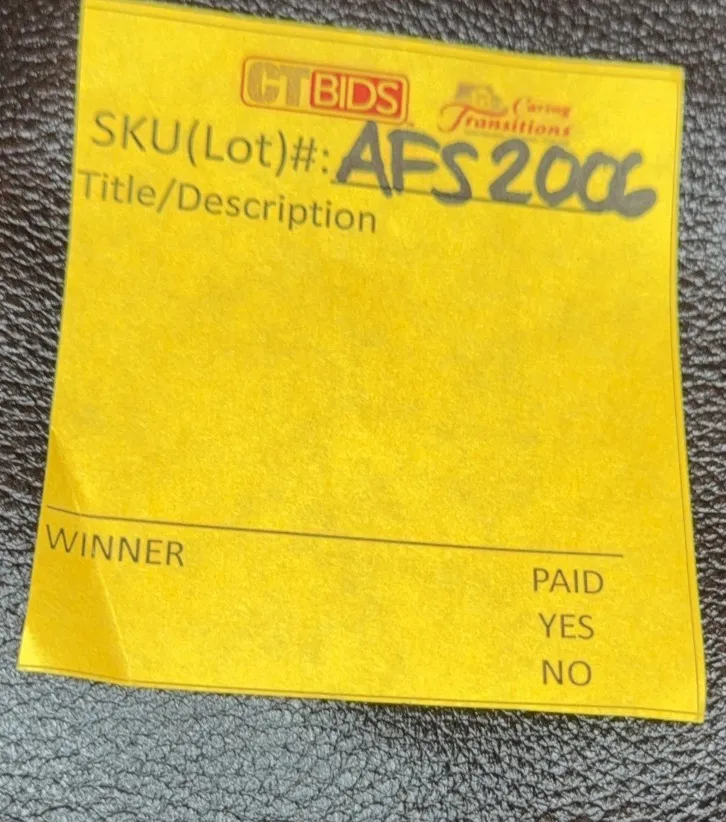 CTBIDS
Caring
Transitions
SKU(Lot)#: AFS2006
Title/Description
WINNER
PAID
YES
NO